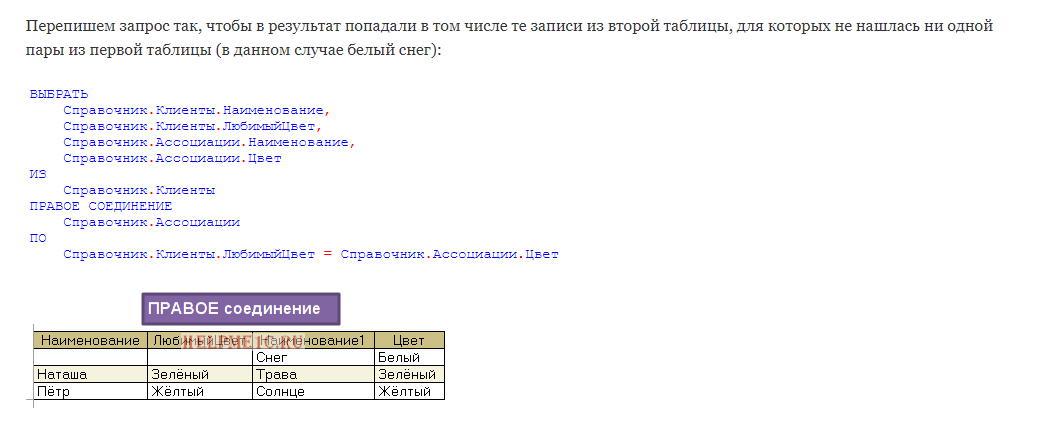 Перепишем запрос так, чтобы в результат попадали в том числе те записи из второй таблицы, для которых не нашлась ни одной
пары из первой таблицы (в данном случае белый снег):
ВЫБРАТЬ
Справочник.Клиенты.Наименование,
Справочник.Клиенты.ЛюбимыйЦвет,
Справочник.Ассоциации.Наименование,
Справочник.Ассоциации.Цвет
ИЗ
Справочник.Клиенты
ПРАВОЕ СОЕДИНЕНИЕ
Справочник.Ассоциации
ПО
Справочник.Клиенты.ЛюбимыйЦвет = Справочник.Ассоциации.Цвет
ПРАВОЕ соединение
Наименование ЛюбимыйЦвет Наименование1 Цвет
HELPME1C.RU
Снег Белый
Наташа Зелёный Трава Зелёный
Пётр Жёлтый Солнце Жёлтый